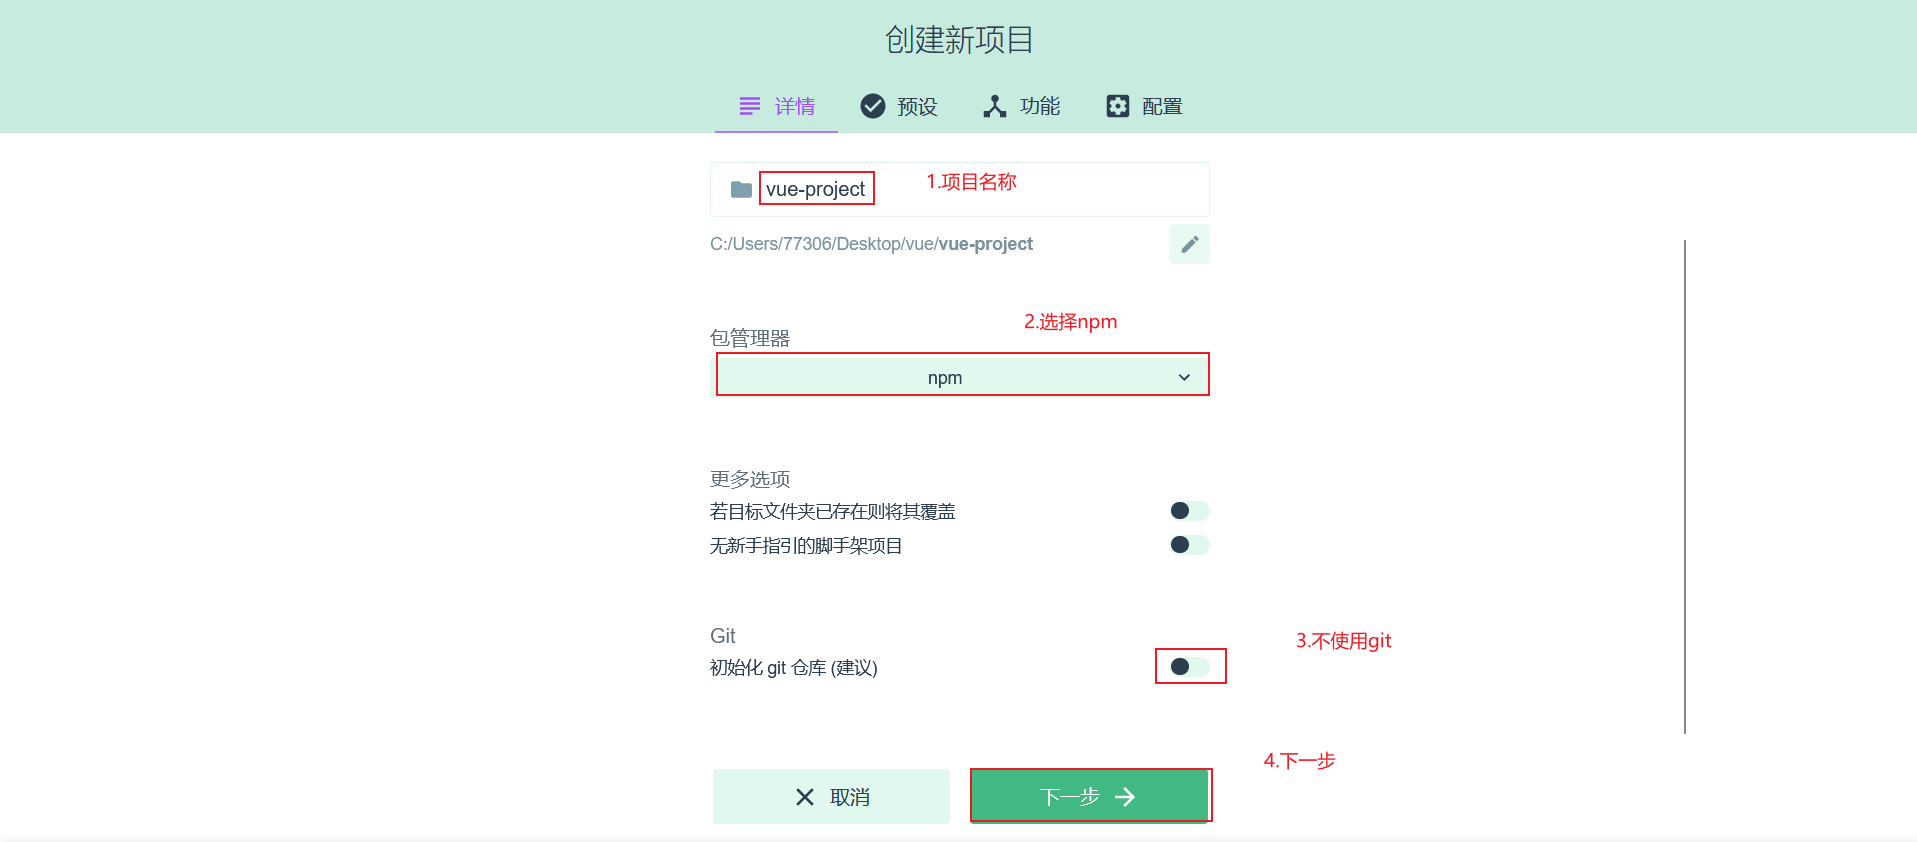 创建新项目
详情 预设 功能 配置
vue-project 1.项目名称
C:/Users/77306/Desktop/vue/vue-project
2.选择npm
包管理器
npm
更多选项
若目标文件夹已存在则将其覆盖
无新手指引的脚手架项目
Git
3.不使用git
初始化 git 仓库 (建议)
4.下一步
取消 下一步